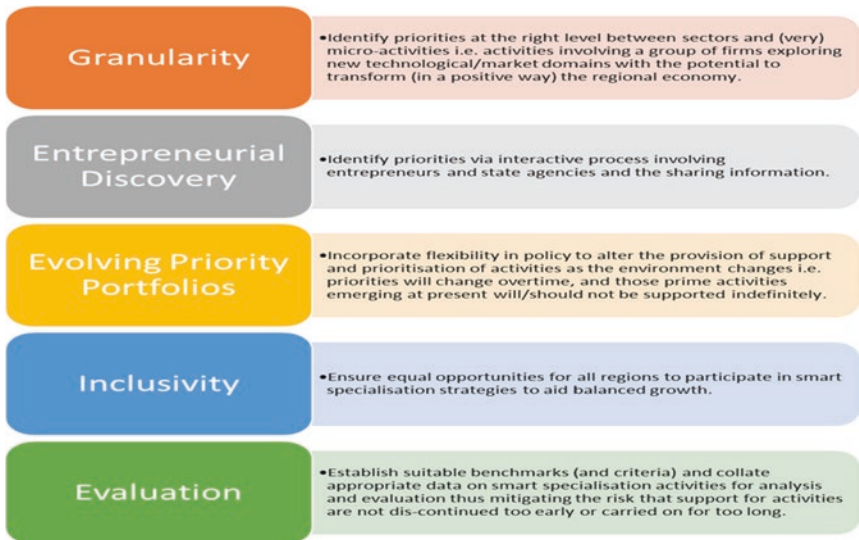 Granularity
•Identify priorities at the right level between sectors and (very)
micro-activities i.e. activities involving a group of firms exploring
new technological/market domains with the potential to
transform (in a positive way) the regional economy.
Entrepreneurial
Discovery
•Identify priorities via interactive process involving
entrepreneurs and state agencies and the sharing information.
Evolving Priority
Portfolios
•Incorporate flexibility in policy to alter the provision of support
and prioritisation of activities as the environment changes i.e.
priorities will change overtime, and those prime activities
emerging at present will/should not be supported indefinitely.
Inclusivity
•Ensure equal opportunities for all regions to participate in smart
specialisation strategies to aid balanced growth.
Evaluation
•Establish suitable benchmarks (and criteria) and collate
appropriate data on smart specialisation activities for analysis
and evaluation thus mitigating the risk that support for activities
are not dis-continued too early or carried on for too long.